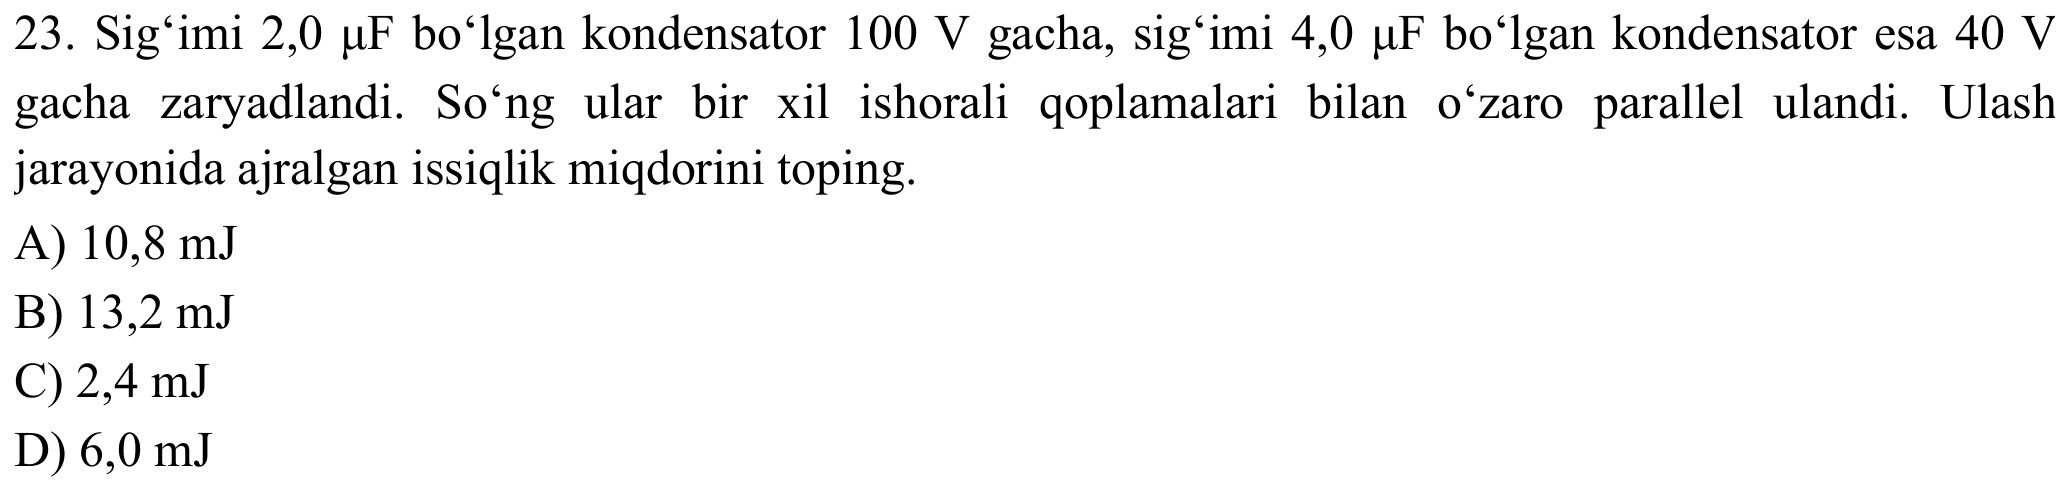 23. Sig‘imi 2,0 μF bo‘lgan kondensator 100 V gacha, sig‘imi 4,0 μF bo‘lgan kondensator esa 40 V
gacha zaryadlandi. So‘ng ular bir xil ishorali qoplamalari bilan o‘zaro parallel ulandi. Ulash
jarayonida ajralgan issiqlik miqdorini toping.
A) 10,8 mJ
B) 13,2 mJ
C) 2,4 mJ
D) 6,0 mJ